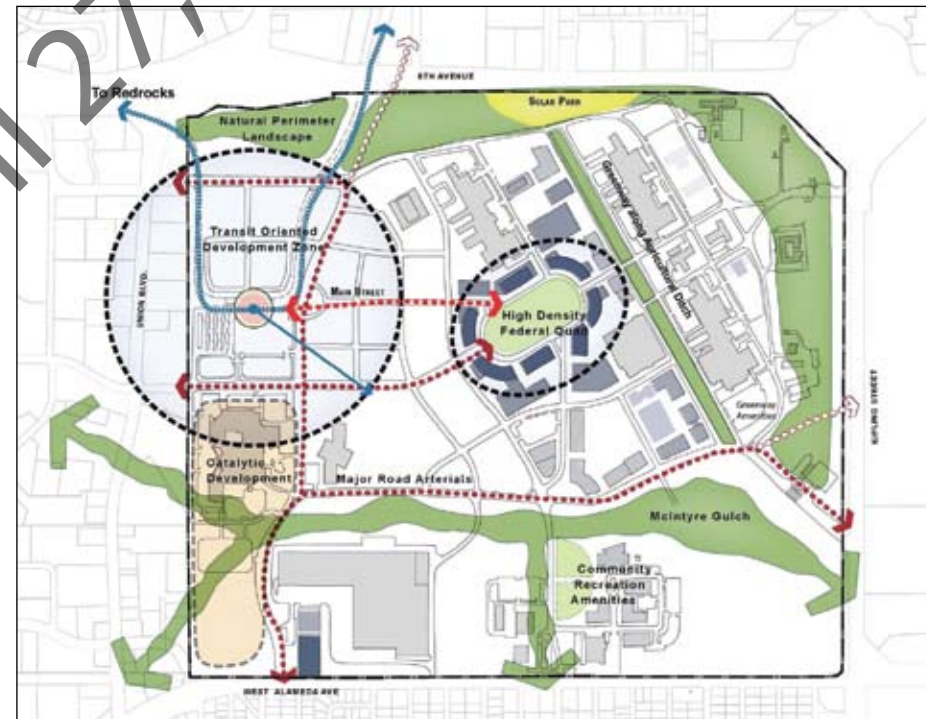 6TH AVENUE
To Redrocks
SOLAR PARK
Natural Perimeter
Landscape
Greenway along Agricultural Ditch
Transit Oriented
Development Zone
UNION BLVD.
MAIN STREET
High Density
Federal Quad
KIPLING STREET
Greenway
Amenities
Catalytic
Development
Major Road Arterials
McIntyre Gulch
Community
Recreation
Amenities
WEST ALAMEDA AVE